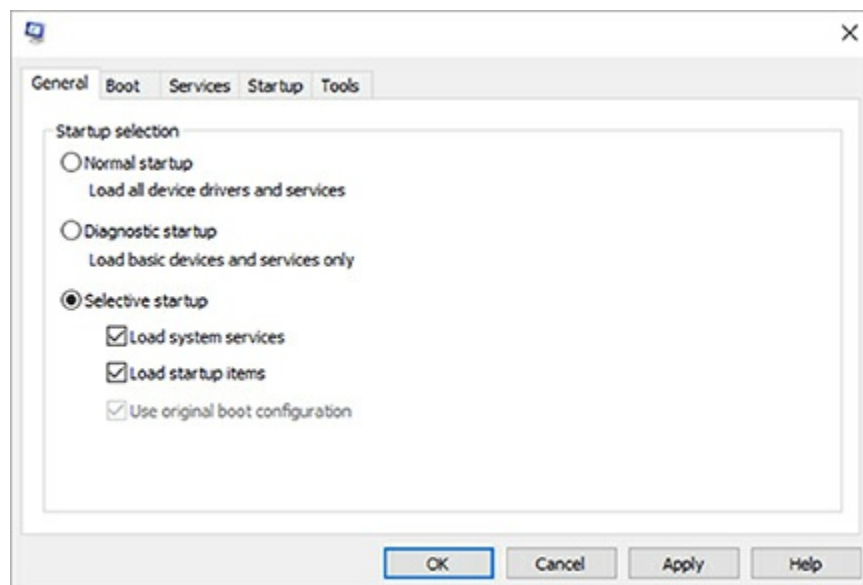 General Boot Services Startup Tools
Startup selection
Normal startup
Load all device drivers and services
Diagnostic startup
Load basic devices and services only
Selective startup
Load system services
Load startup items
Use original boot configuration
OK Cancel Apply Help